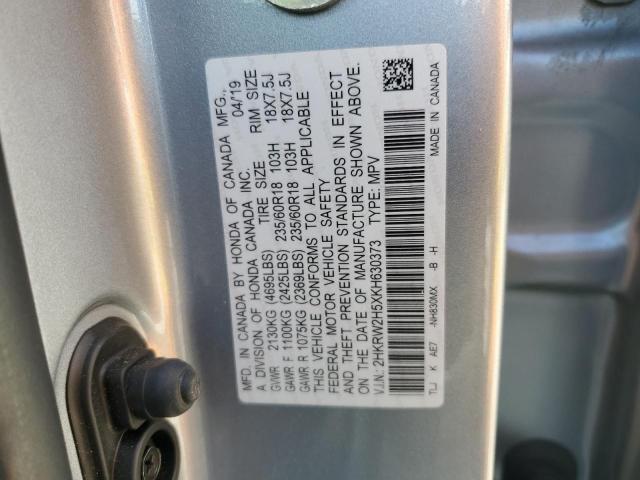 MFD. IN CANADA BY HONDA OF CANADA MFG.,
A DIVISION OF HONDA CANADA INC. 04/19
TIRE SIZE RIM SIZE
GVWR 2130KG (4695LBS)
GAWR F 1100KG (2425LBS) 235/60R18 103H 18X7.5J
GAWR R 1075KG (2369LBS) 235/60R18 103H 18X7.5J
THIS VEHICLE CONFORMS TO ALL APPLICABLE
FEDERAL MOTOR VEHICLE SAFETY
AND THEFT PREVENTION STANDARDS IN EFFECT
ON THE DATE OF MANUFACTURE SHOWN ABOVE.
V.I.N: 2HKRW2H5XKH630373 TYPE: MPV
TLJ K AE7 -NH830MX -B -H MADE IN CANADA